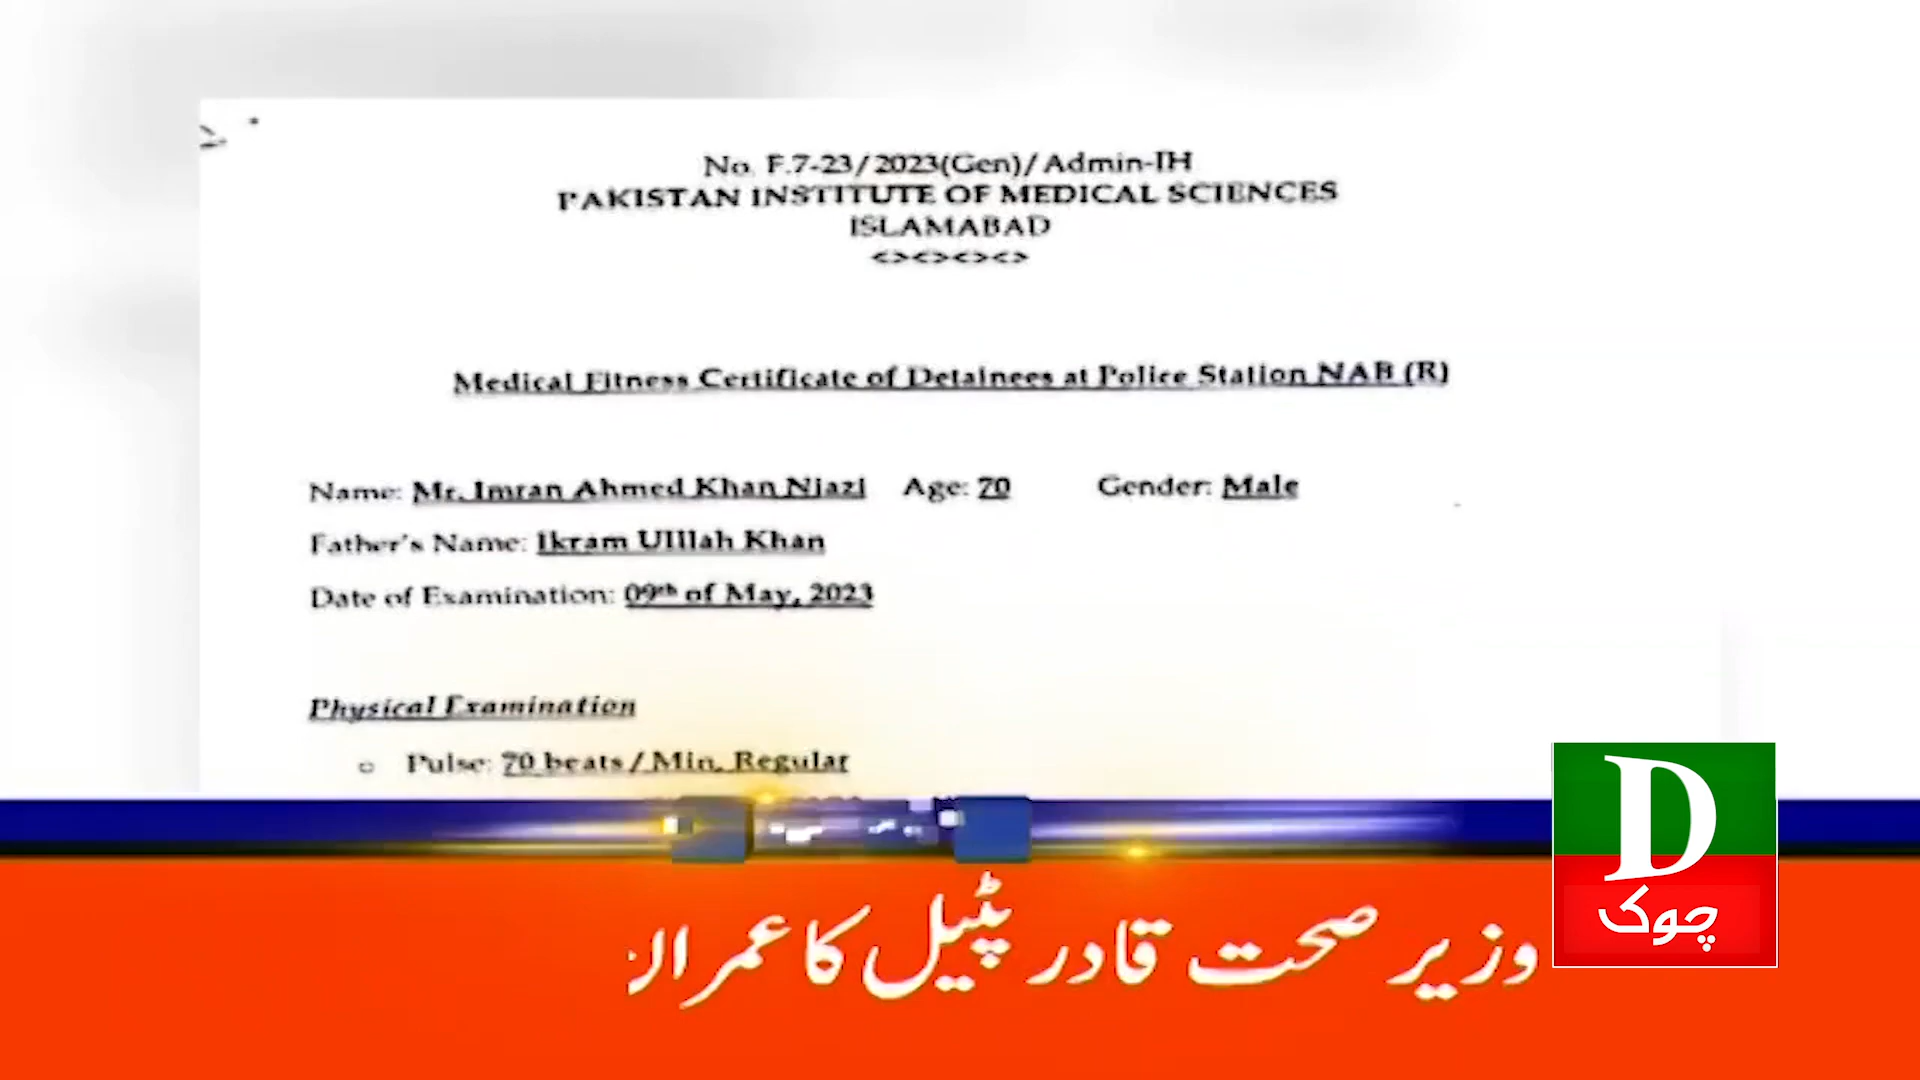 No. F.7-23/2023(Gen)/Admin-IH
PAKISTAN INSTITUTE OF MEDICAL SCIENCES
ISLAMABAD
<><><><>
Medical Fitness Certificate of Detainees at Police Station NAB (R)
Name: Mr. Imran Ahmed Khan Niazi Age: 70 Gender: Male
Father's Name: Ikram Ulllah Khan
Date of Examination: 09th of May, 2023
Physical Examination
o Pulse: 70 beats/Min, Regular
D
چوک
وزیر صحت قادر پٹیل کا